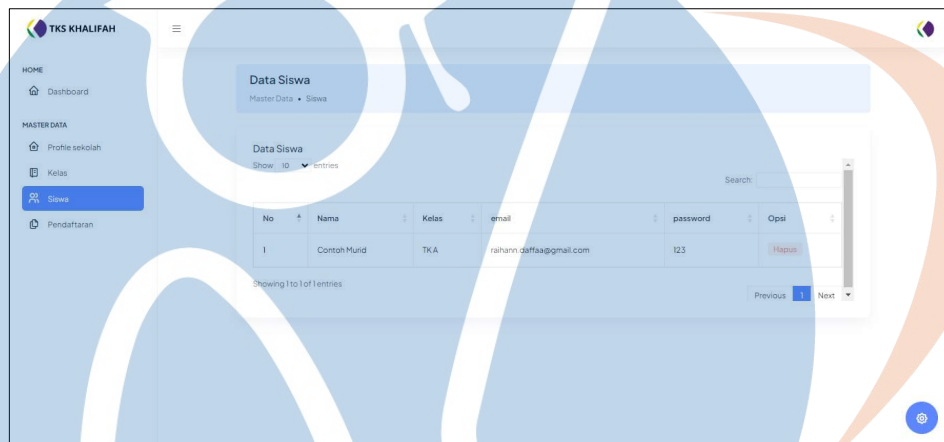 TKS KHALIFAH
HOME
Dashboard
MASTER DATA
Profile sekolah
Kelas
Siswa
Pendaftaran
Data Siswa
Master Data • Siswa
Data Siswa
Show 10 entries
Search:
No Nama Kelas email password Opsi
1 Contoh Murid TK A raihann.daffaa@gmail.com 123 Hapus
Showing 1 to 1 of 1 entries
Previous 1 Next